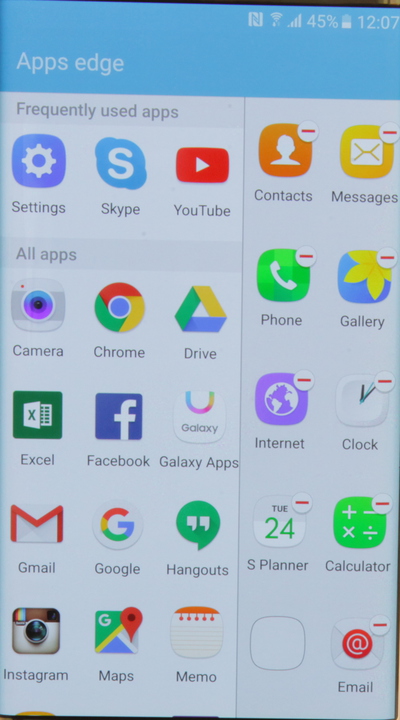 45% 12:07
Apps edge
Frequently used apps
Settings Skype YouTube
All apps
Camera Chrome Drive
Excel Facebook Galaxy Apps
Galaxy
Gmail Google Hangouts
Instagram Maps Memo
Contacts Messages
Phone Gallery
Internet Clock
TUE
24
S Planner Calculator
Email